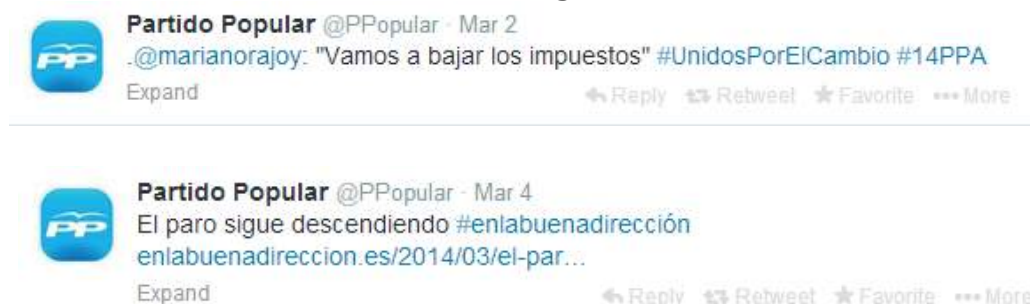 Partido Popular @PPopular · Mar 2
.@marianorajoy: "Vamos a bajar los impuestos" #UnidosPorElCambio #14PPA
Expand Reply Retweet Favorite More
PP
Partido Popular @PPopular · Mar 4
El paro sigue descendiendo #enlabuenadirección
enlabuenadireccion.es/2014/03/el-par...
Expand Reply Retweet Favorite More
PP